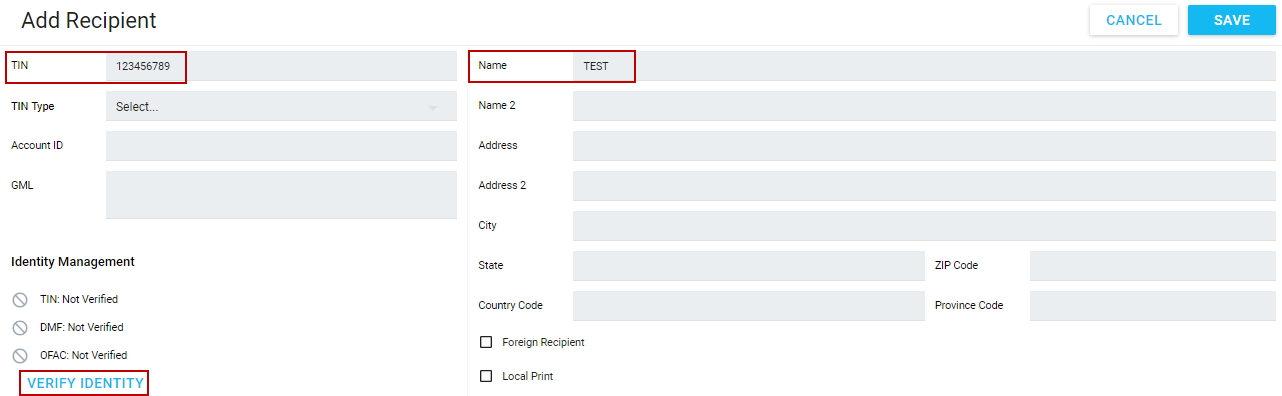 Add Recipient
CANCEL
SAVE
TIN 123456789
TIN Type Select...
Account ID
GML
Identity Management
TIN: Not Verified
DMF: Not Verified
OFAC: Not Verified
VERIFY IDENTITY
Name TEST
Name 2
Address
Address 2
City
State ZIP Code
Country Code Province Code
Foreign Recipient
Local Print